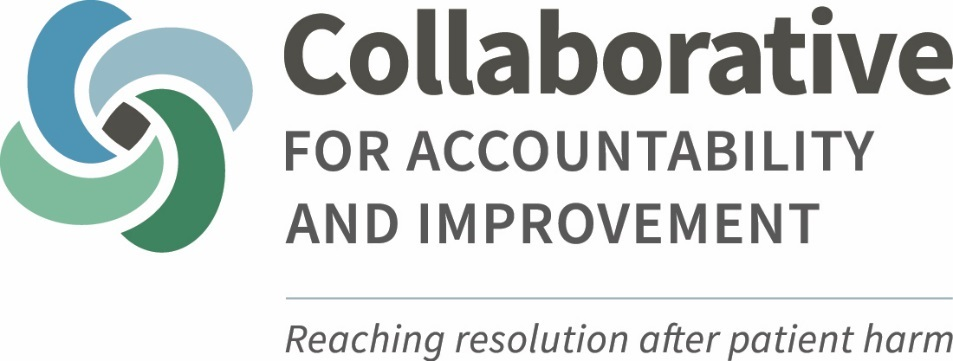 Collaborative
FOR ACCOUNTABILITY
AND IMPROVEMENT
Reaching resolution after patient harm